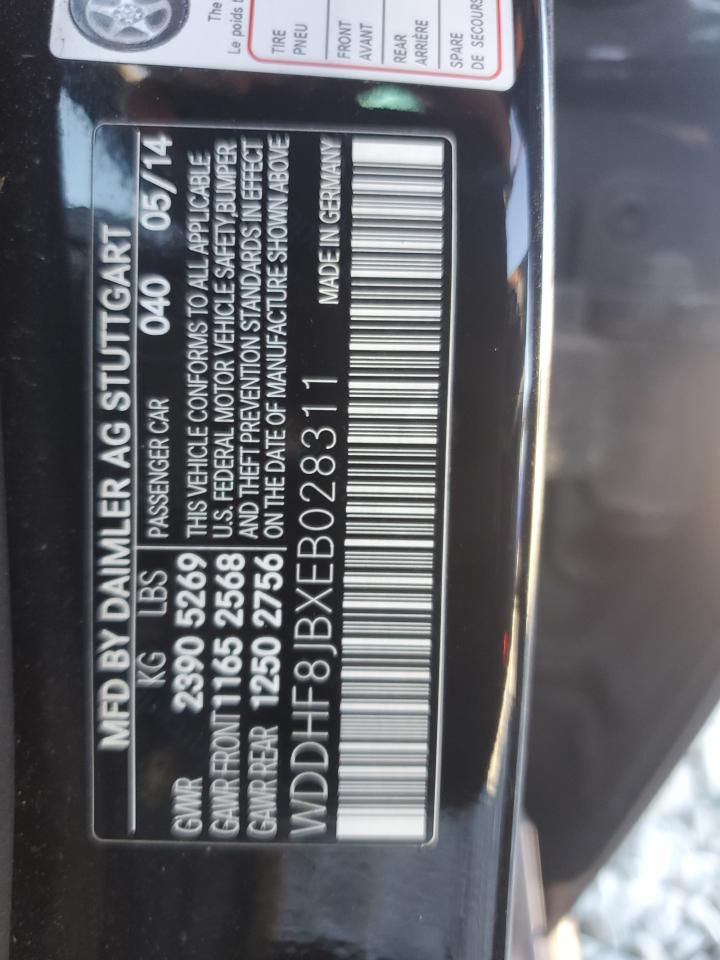 The
Le poids
TIRE
PNEU
FRONT
AVANT
REAR
ARRIÈRE
SPARE
DE SECOURS
MFD BY DAIMLER AG STUTTGART
KG LBS PASSENGER CAR 040 05/14
GVWR 2390 5269
GAWR FRONT 1165 2568
GAWR REAR 1250 2756
THIS VEHICLE CONFORMS TO ALL APPLICABLE
U.S. FEDERAL MOTOR VEHICLE SAFETY, BUMPER
AND THEFT PREVENTION STANDARDS IN EFFECT
ON THE DATE OF MANUFACTURE SHOWN ABOVE
WDDHF8JBXEB028311 MADE IN GERMANY